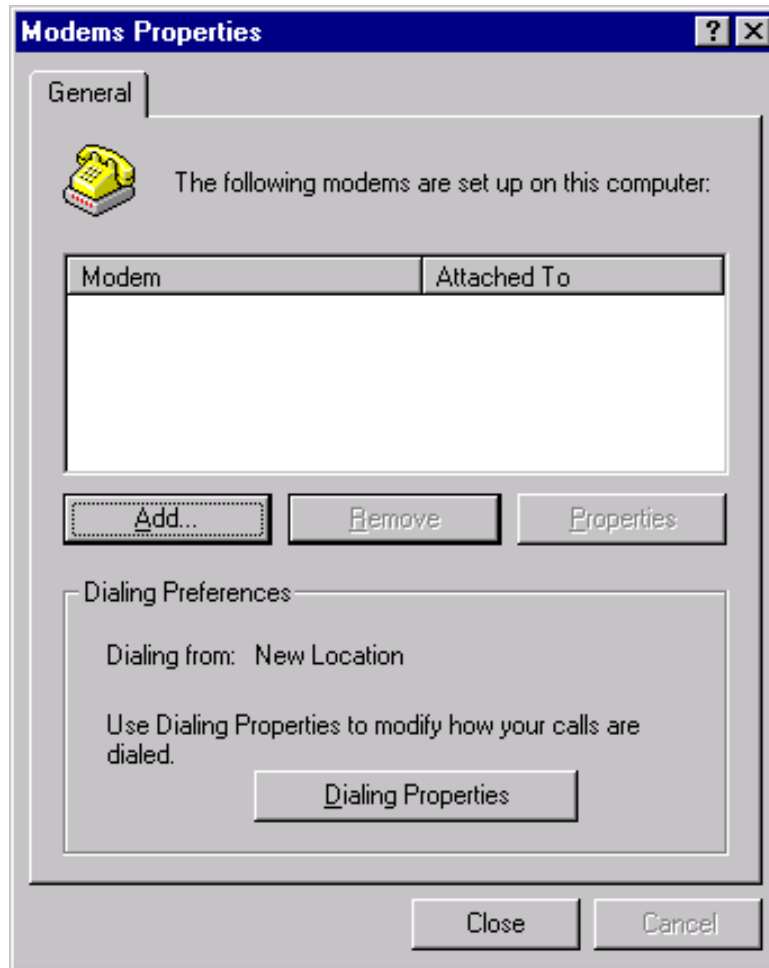 Modems Properties
General
The following modems are set up on this computer:
Modem Attached To
Add... Remove Properties
Dialing Preferences
Dialing from: New Location
Use Dialing Properties to modify how your calls are
dialed.
Dialing Properties
Close Cancel